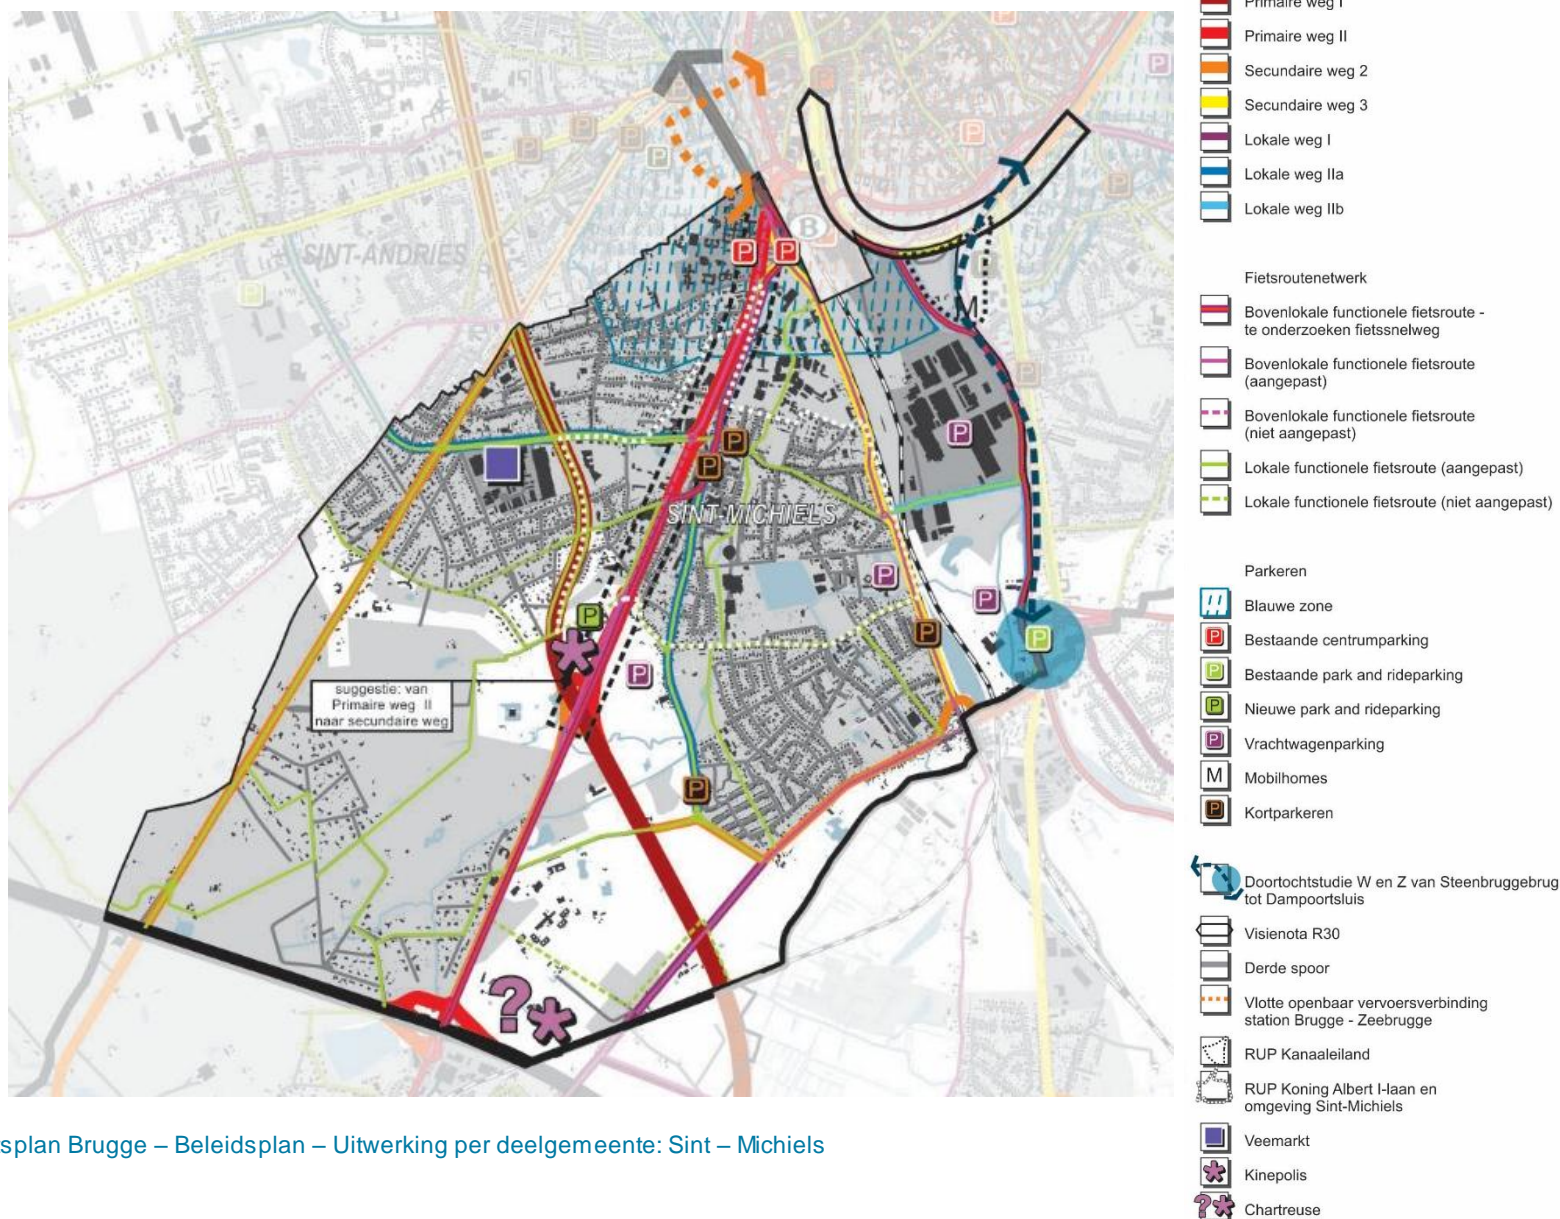 SINT-ANDRIES
B
M
SINT-MICHIELS
suggestie: van
Primaire weg II
naar secundaire weg
?
splan Brugge – Beleidsplan – Uitwerking per deelgemeente: Sint – Michiels
Primaire weg I
Primaire weg II
Secundaire weg 2
Secundaire weg 3
Lokale weg I
Lokale weg IIa
Lokale weg IIb
Fietsroutenetwerk
Bovenlokale functionele fietsroute -
te onderzoeken fietssnelweg
Bovenlokale functionele fietsroute
(aangepast)
Bovenlokale functionele fietsroute
(niet aangepast)
Lokale functionele fietsroute (aangepast)
Lokale functionele fietsroute (niet aangepast)
Parkeren
Blauwe zone
P Bestaande centrumparking
P Bestaande park and rideparking
P Nieuwe park and rideparking
P Vrachtwagenparking
M Mobilhomes
P Kortparkeren
Doortochtstudie W en Z van Steenbruggebrug
tot Dampoortsluis
Visienota R30
Derde spoor
Vlotte openbaar vervoersverbinding
station Brugge - Zeebrugge
RUP Kanaaleiland
RUP Koning Albert I-laan en
omgeving Sint-Michiels
Veemarkt
Kinepolis
? Chartreuse